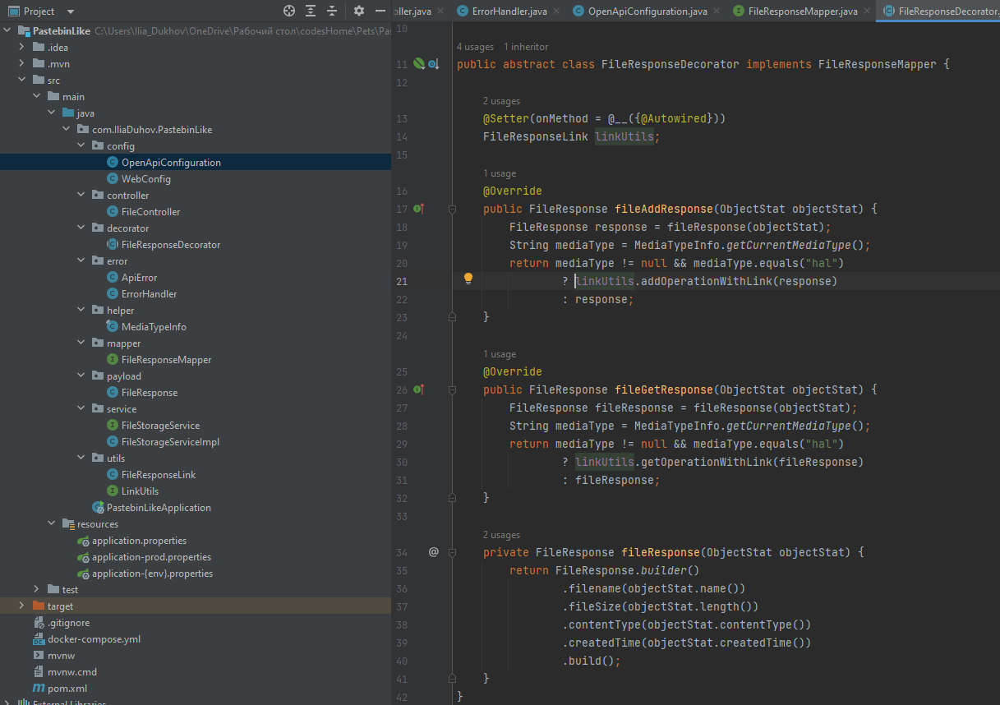 Project
PastebinLike C:\Users\Ilia_Dukhov\OneDrive\Рабочий стол\codesHome\Pets\Pas
.idea
.mvn
src
main
java
com.IliaDuhov.PastebinLike
config
OpenApiConfiguration
WebConfig
controller
FileController
decorator
FileResponseDecorator
error
ApiError
ErrorHandler
helper
MediaTypeInfo
mapper
FileResponseMapper
payload
FileResponse
service
FileStorageService
FileStorageServiceImpl
utils
FileResponseLink
LinkUtils
PastebinLikeApplication
resources
application.properties
application-prod.properties
application-{env}.properties
test
target
.gitignore
docker-compose.yml
mvnw
mvnw.cmd
pom.xml
External Libraries
oller.java ErrorHandler.java OpenApiConfiguration.java FileResponseMapper.java FileResponseDecorator.
10
4 usages 1 inheritor
11 public abstract class FileResponseDecorator implements FileResponseMapper {
12
2 usages
13 @Setter(onMethod = @__({@Autowired}))
14 FileResponseLink linkUtils;
15
1 usage
16 @Override
17 public FileResponse fileAddResponse(ObjectStat objectStat) {
18 FileResponse response = fileResponse(objectStat);
19 String mediaType = MediaTypeInfo.getCurrentMediaType();
20 return mediaType != null && mediaType.equals("hal")
21 ? linkUtils.addOperationWithLink(response)
22 : response;
23 }
24
1 usage
25 @Override
26 public FileResponse fileGetResponse(ObjectStat objectStat) {
27 FileResponse fileResponse = fileResponse(objectStat);
28 String mediaType = MediaTypeInfo.getCurrentMediaType();
29 return mediaType != null && mediaType.equals("hal")
30 ? linkUtils.getOperationWithLink(fileResponse)
31 : fileResponse;
32 }
33
2 usages
34 @ private FileResponse fileResponse(ObjectStat objectStat) {
35 return FileResponse.builder()
36 .filename(objectStat.name())
37 .fileSize(objectStat.length())
38 .contentType(objectStat.contentType())
39 .createdTime(objectStat.createdTime())
40 .build();
41 }
42 }